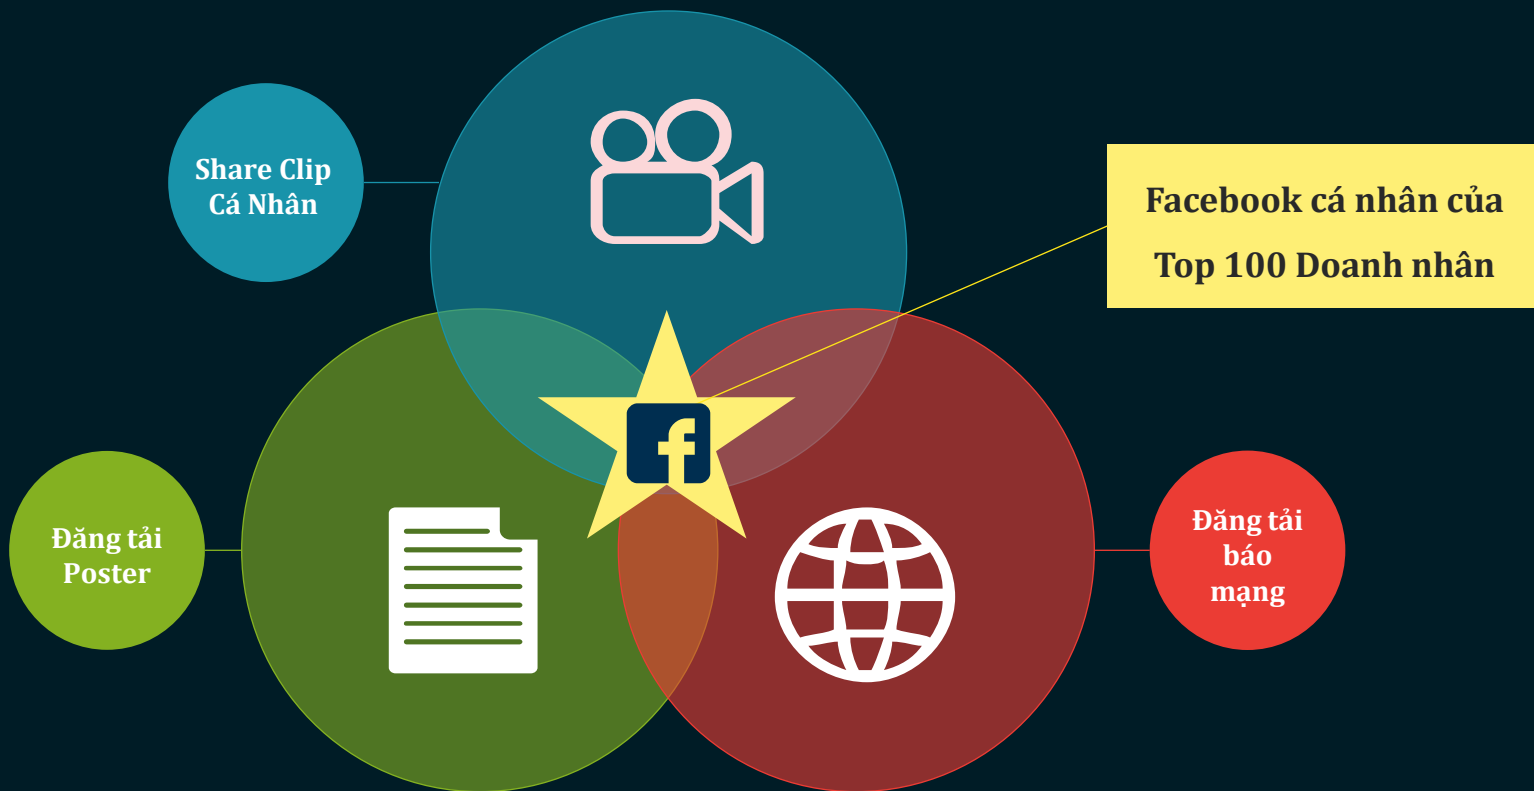 Share Clip
Cá Nhân
Facebook cá nhân của
Top 100 Doanh nhân
Đăng tải
Poster
Đăng tải
báo
mạng